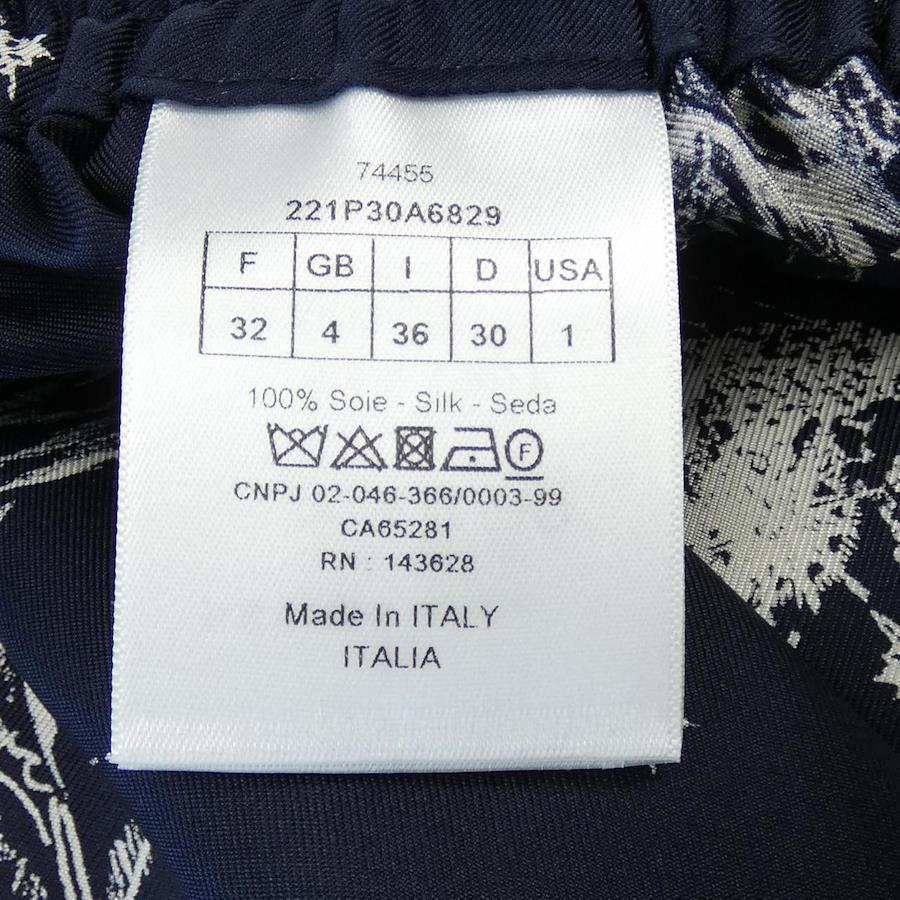 74455
221P30A6829
F GB I D USA
32 4 36 30 1
100% Soie - Silk - Seda
F
CNPJ 02-046-366/0003-99
CA65281
RN : 143628
Made In ITALY
ITALIA